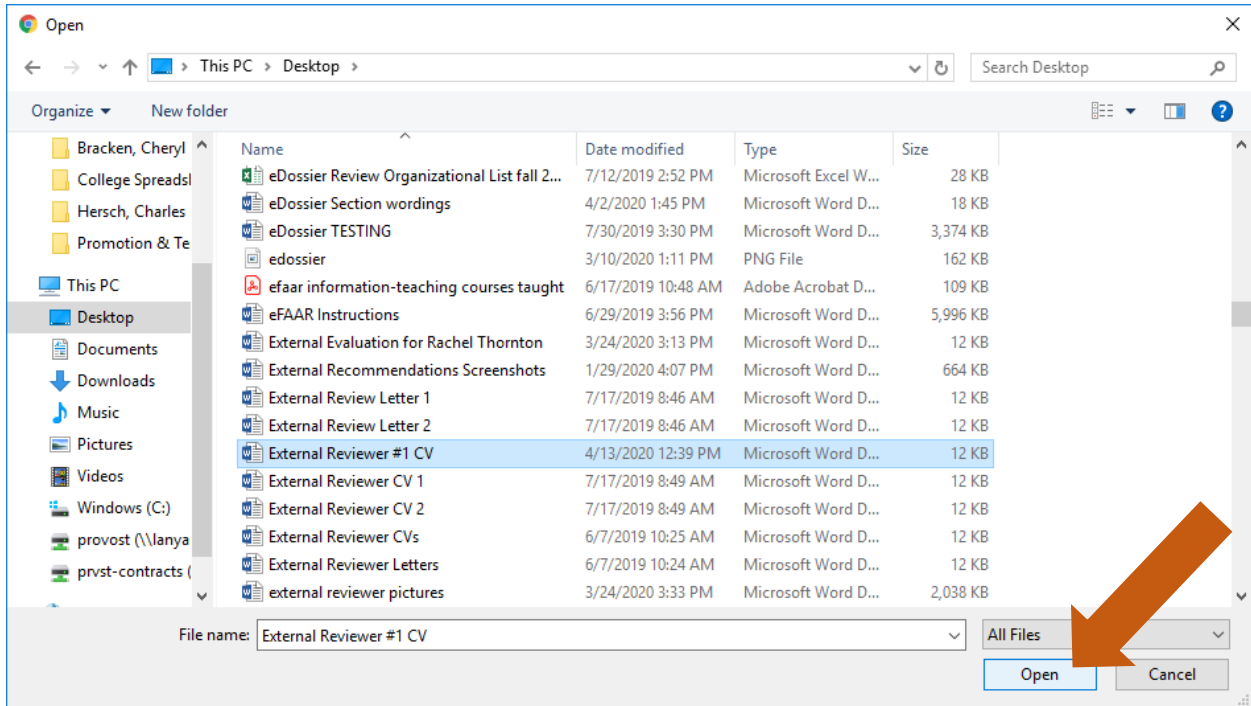 Open
This PC > Desktop >
Search Desktop
Organize
New folder
Name Date modified Type Size
Bracken, Cheryl
College Spreadsl
Hersch, Charles
Promotion & Te
This PC
Desktop
Documents
Downloads
Music
Pictures
Videos
Windows (C:)
provost (\\lanya
prvst-contracts (
eDossier Review Organizational List fall 2... 7/12/2019 2:52 PM Microsoft Excel W... 28 KB
eDossier Section wordings 4/2/2020 1:45 PM Microsoft Word D... 18 KB
eDossier TESTING 7/30/2019 3:30 PM Microsoft Word D... 3,374 KB
edossier 3/10/2020 1:11 PM PNG File 162 KB
efaar information-teaching courses taught 6/17/2019 10:48 AM Adobe Acrobat D... 109 KB
eFAAR Instructions 6/29/2019 3:56 PM Microsoft Word D... 5,996 KB
External Evaluation for Rachel Thornton 3/24/2020 3:13 PM Microsoft Word D... 12 KB
External Recommendations Screenshots 1/29/2020 4:07 PM Microsoft Word D... 664 KB
External Review Letter 1 7/17/2019 8:46 AM Microsoft Word D... 12 KB
External Review Letter 2 7/17/2019 8:46 AM Microsoft Word D... 12 KB
External Reviewer #1 CV 4/13/2020 12:39 PM Microsoft Word D... 12 KB
External Reviewer CV 1 7/17/2019 8:49 AM Microsoft Word D... 12 KB
External Reviewer CV 2 7/17/2019 8:49 AM Microsoft Word D... 12 KB
External Reviewer CVs 6/7/2019 10:25 AM Microsoft Word D... 12 KB
External Reviewer Letters 6/7/2019 10:24 AM Microsoft Word D... 12 KB
external reviewer pictures 3/24/2020 3:33 PM Microsoft Word D... 2,038 KB
File name: External Reviewer #1 CV
All Files
Open
Cancel